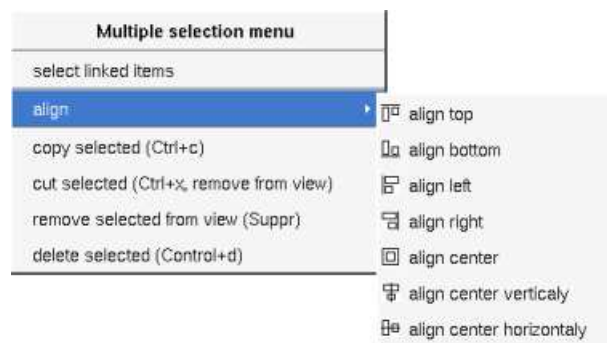 Multiple selection menu
select linked items
align
copy selected (Ctrl+c)
cut selected (Ctrl+x, remove from view)
remove selected from view (Suppr)
delete selected (Control+d)
align top
align bottom
align left
align right
align center
align center verticaly
align center horizontaly